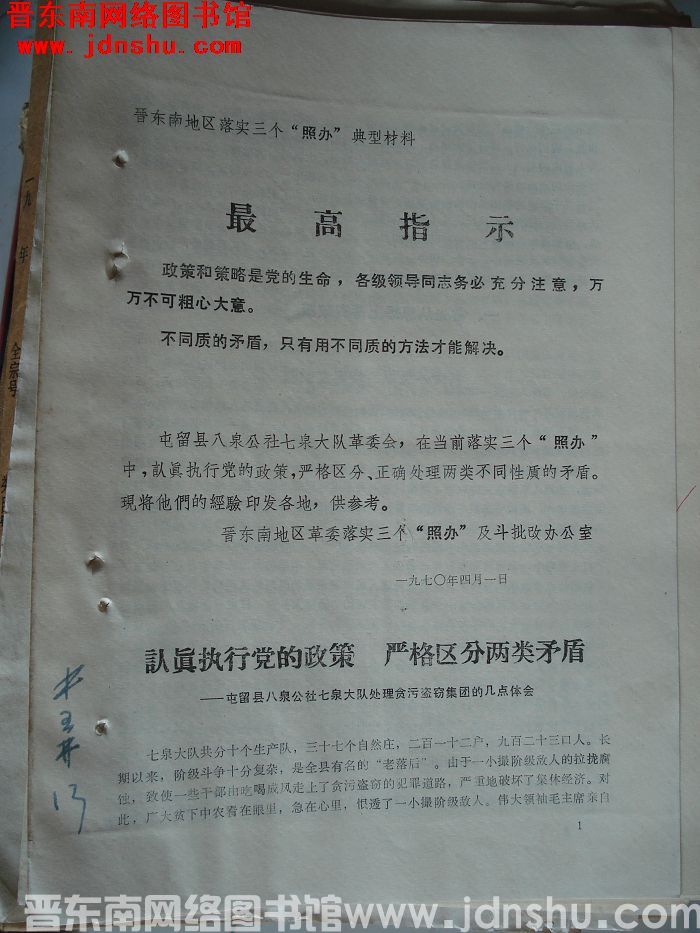 晋东南网络图书馆
www.jdnshu.com
晋东南地区落实三个“照办”典型材料
最高指示
政策和策略是党的生命，各级领导同志务必充分注意，万
万不可粗心大意。
不同质的矛盾，只有用不同质的方法才能解决。
屯留县八泉公社七泉大队革委会，在当前落实三个“照办”
中，认眞执行党的政策，严格区分、正确处理两类不同性质的矛盾。
现将他們的經驗印发各地，供参考。
晋东南地区革委落实三个“照办”及斗批改办公室
一九七〇年四月一日
认眞执行党的政策　严格区分两类矛盾
——屯留县八泉公社七泉大队处理贪污盗窃集团的几点体会
七泉大队共分十个生产队，三十七个自然庄，二百一十二户，九百二十三口人。长
期以来，阶级斗争十分复杂，是全县有名的“老落后”。由于一小撮阶级敌人的拉拢腐
蚀，致使一些干部由吃喝成风走上了贪污盗窃的犯罪道路，严重地破坏了集体经济。对
此，广大贫下中农看在眼里，急在心里，恨透了一小撮阶级敌人。伟大领袖毛主席亲自
1
一九
年
全宗号
晋东南网络图书馆 www.jdnshu.com